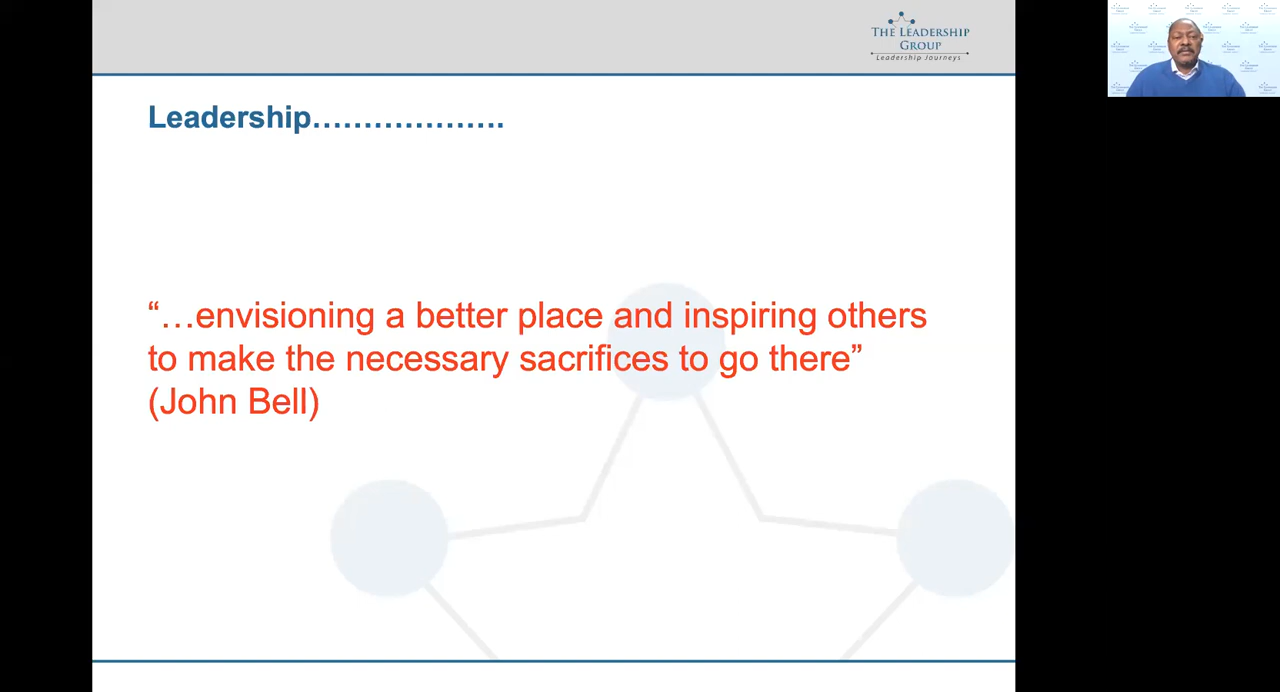 THE LEADERSHIP
GROUP
Leadership Journeys
Leadership...................
“…envisioning a better place and inspiring others
to make the necessary sacrifices to go there”
(John Bell)